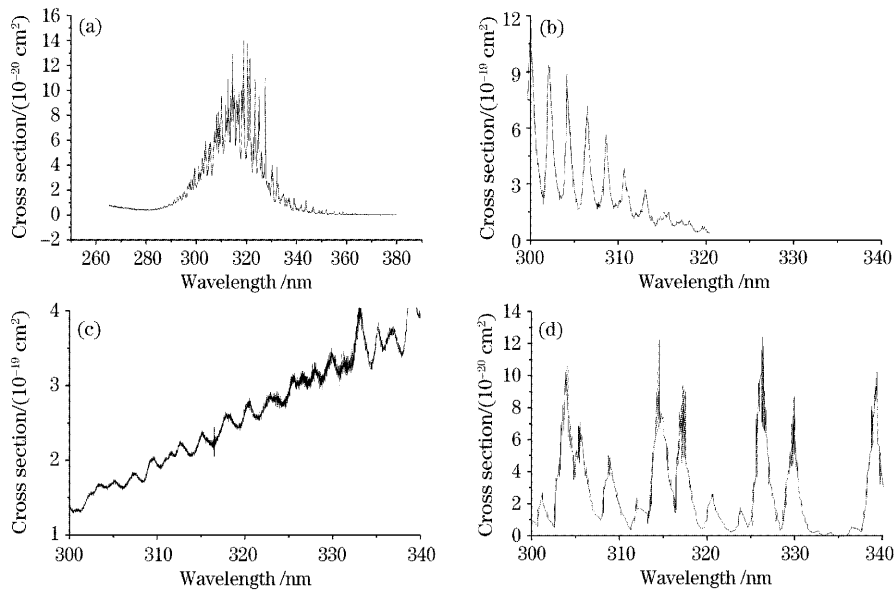 (a)
Cross section/(10⁻²⁰ cm²)
16
14
12
10
8
6
4
2
0
−2
260 280 300 320 340 360 380
Wavelength /nm
(b)
Cross section/(10⁻¹⁹ cm²)
12
9
6
3
0
300 310 320 330 340
Wavelength /nm
(c)
Cross section/(10⁻¹⁹ cm²)
4
3
2
1
300 310 320 330 340
Wavelength /nm
(d)
Cross section/(10⁻²⁰ cm²)
14
12
10
8
6
4
2
0
300 310 320 330 340
Wavelength /nm